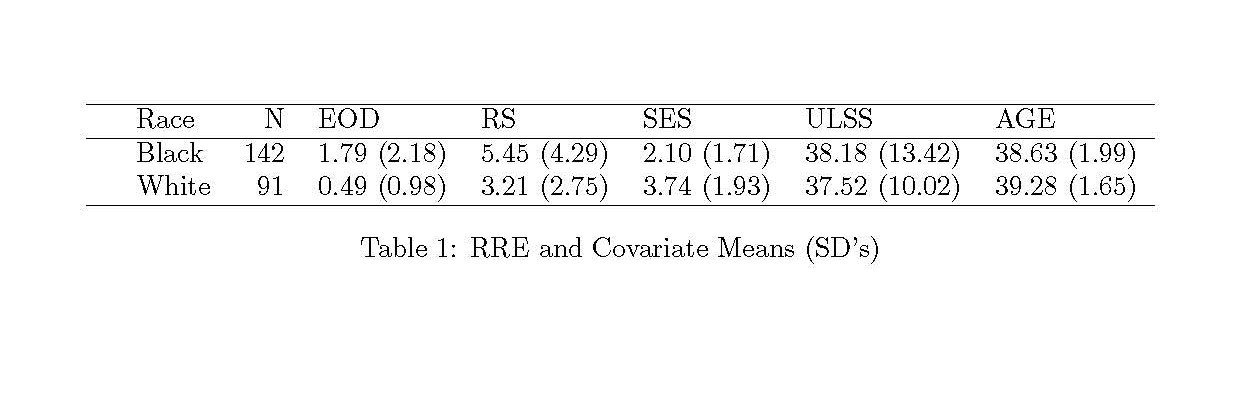 Race N EOD RS SES ULSS AGE
Black 142 1.79 (2.18) 5.45 (4.29) 2.10 (1.71) 38.18 (13.42) 38.63 (1.99)
White 91 0.49 (0.98) 3.21 (2.75) 3.74 (1.93) 37.52 (10.02) 39.28 (1.65)
Table 1: RRE and Covariate Means (SD's)